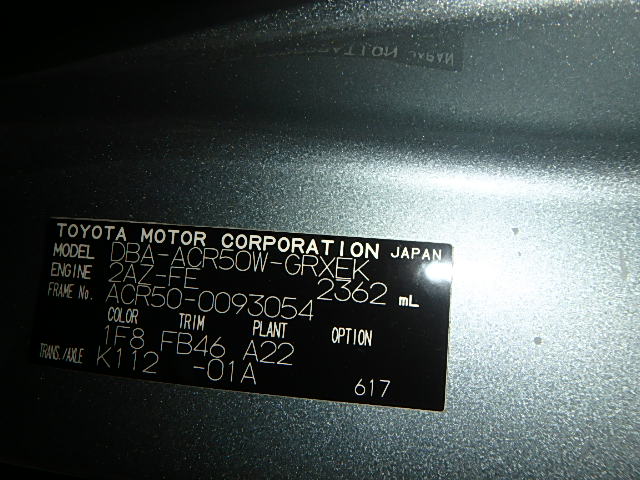 TOYOTA MOTOR CORPORATION JAPAN
MODEL DBA-ACR50W-GRXEK
ENGINE 2AZ-FE 2362 mL
FRAME No. ACR50-0093054
COLOR TRIM PLANT OPTION
1F8 FB46 A22
TRANS./AXLE K112 -01A
617